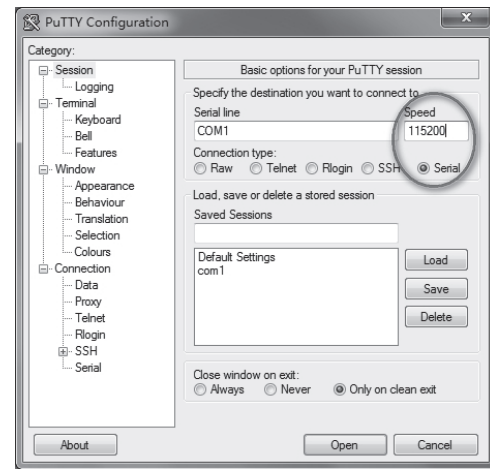 PuTTY Configuration
Category:
Session
Logging
Terminal
Keyboard
Bell
Features
Window
Appearance
Behaviour
Translation
Selection
Colours
Connection
Data
Proxy
Telnet
Rlogin
SSH
Serial
Basic options for your PuTTY session
Specify the destination you want to connect to
Serial line Speed
COM1 115200
Connection type:
Raw Telnet Rlogin SSH Serial
Load, save or delete a stored session
Saved Sessions
Default Settings
com1
Load
Save
Delete
Close window on exit:
Always Never Only on clean exit
About Open Cancel